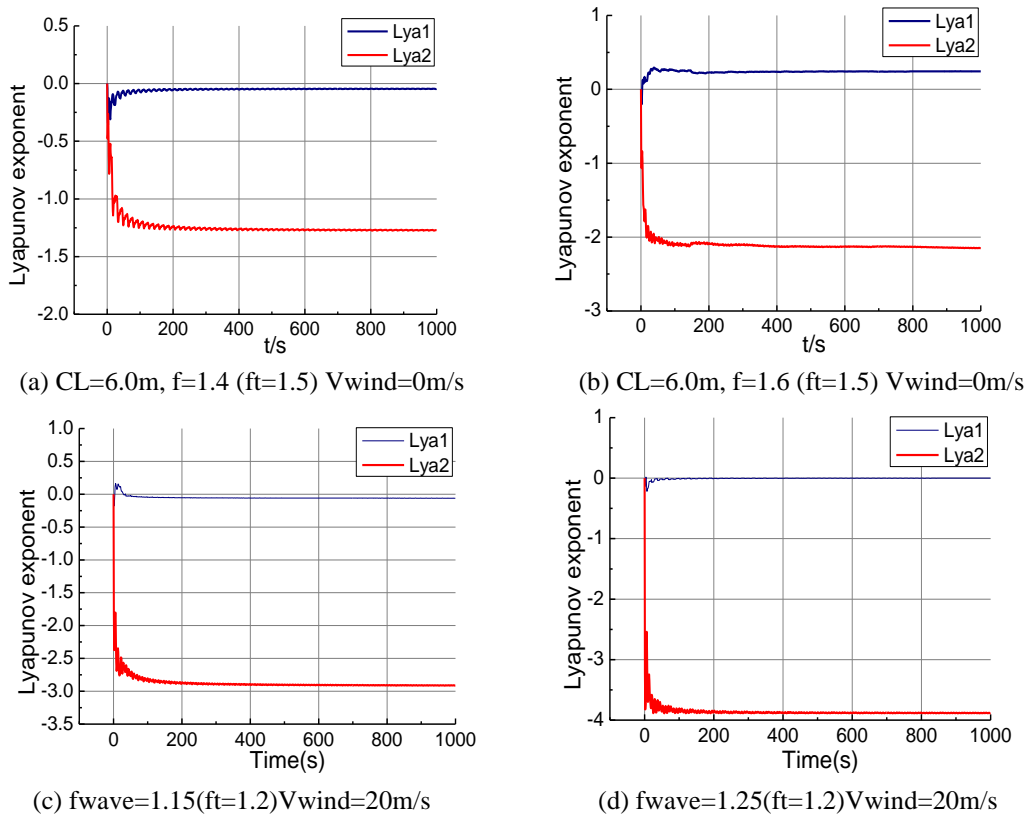 0.5
0.0
-0.5
-1.0
-1.5
-2.0
Lyapunov exponent
0 200 400 600 800 1000
t/s
Lya1
Lya2
(a) CL=6.0m, f=1.4 (ft=1.5) Vwind=0m/s
1
0
-1
-2
-3
Lyapunov exponent
0 200 400 600 800 1000
t/s
Lya1
Lya2
(b) CL=6.0m, f=1.6 (ft=1.5) Vwind=0m/s
1.0
0.5
0.0
-0.5
-1.0
-1.5
-2.0
-2.5
-3.0
-3.5
Lyapunov exponent
0 200 400 600 800 1000
Time(s)
Lya1
Lya2
(c) fwave=1.15(ft=1.2)Vwind=20m/s
1
0
-1
-2
-3
-4
Lyapunov exponent
0 200 400 600 800 1000
Time(s)
Lya1
Lya2
(d) fwave=1.25(ft=1.2)Vwind=20m/s